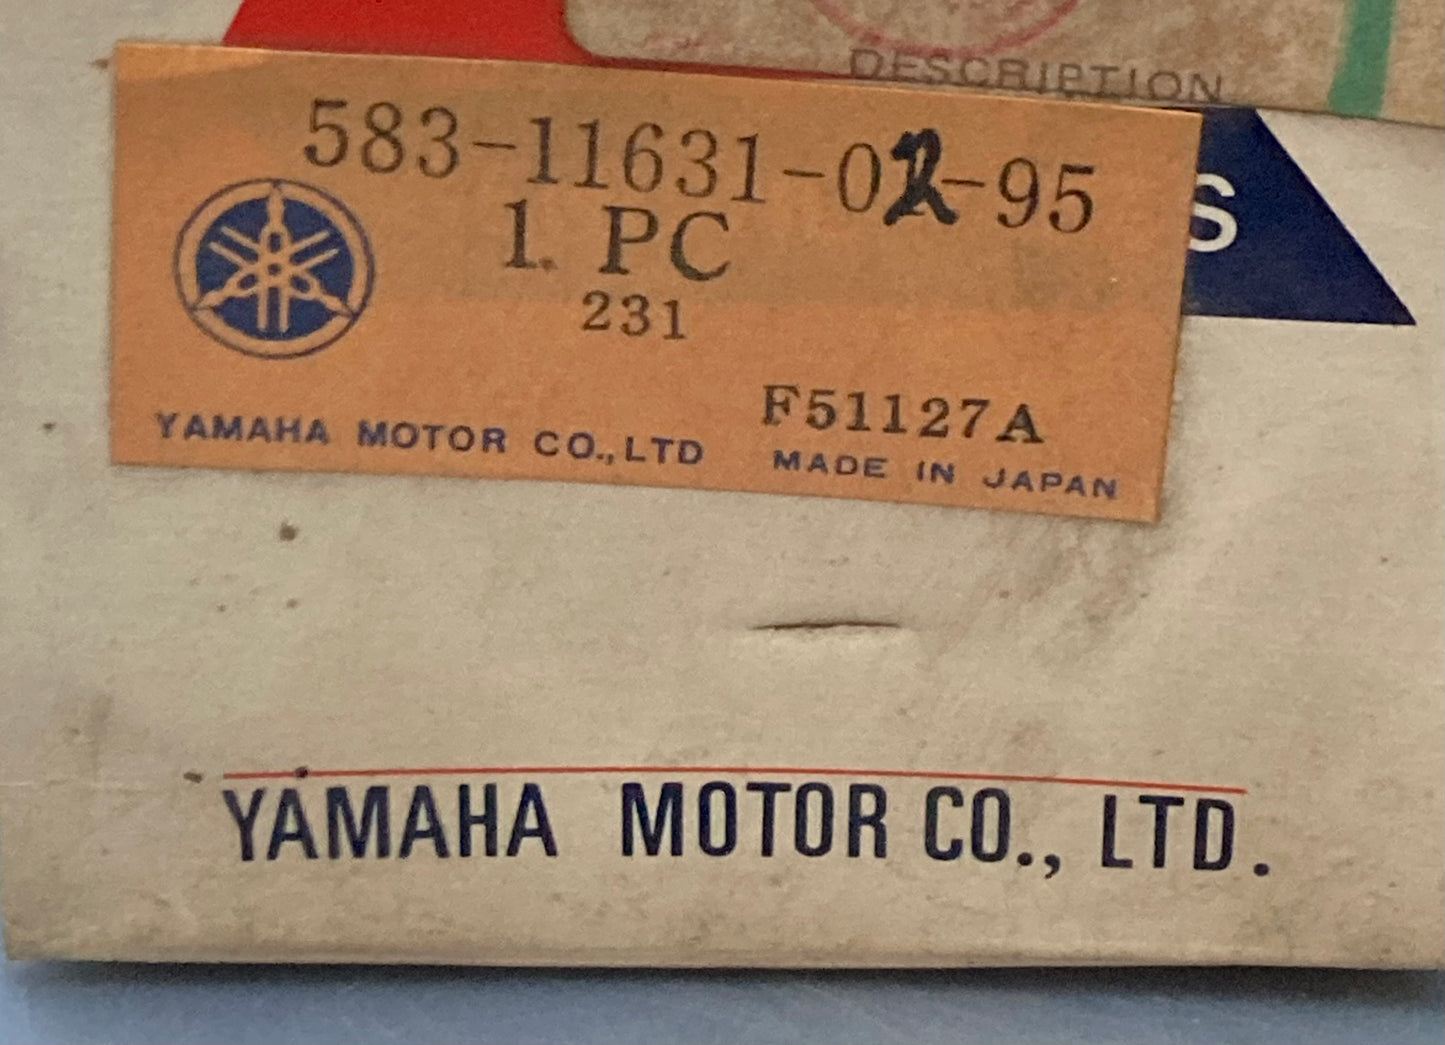 DESCRIPTION
583-11631-02-95
S
1. PC
231
F51127A
YAMAHA MOTOR CO.,LTD MADE IN JAPAN
YAMAHA MOTOR CO., LTD.